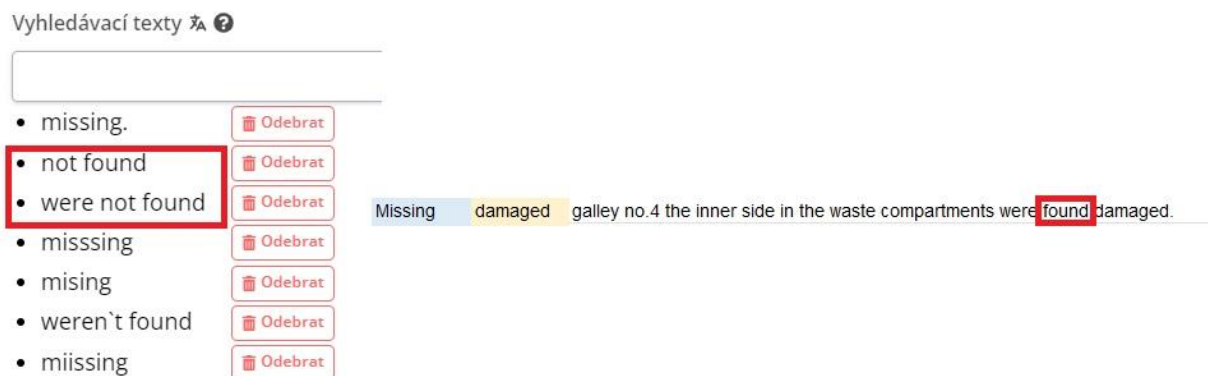 Vyhledávací texty
missing.
Odebrat
not found
Odebrat
were not found
Odebrat
misssing
Odebrat
mising
Odebrat
weren`t found
Odebrat
miissing
Odebrat
Missing damaged galley no.4 the inner side in the waste compartments were found damaged.